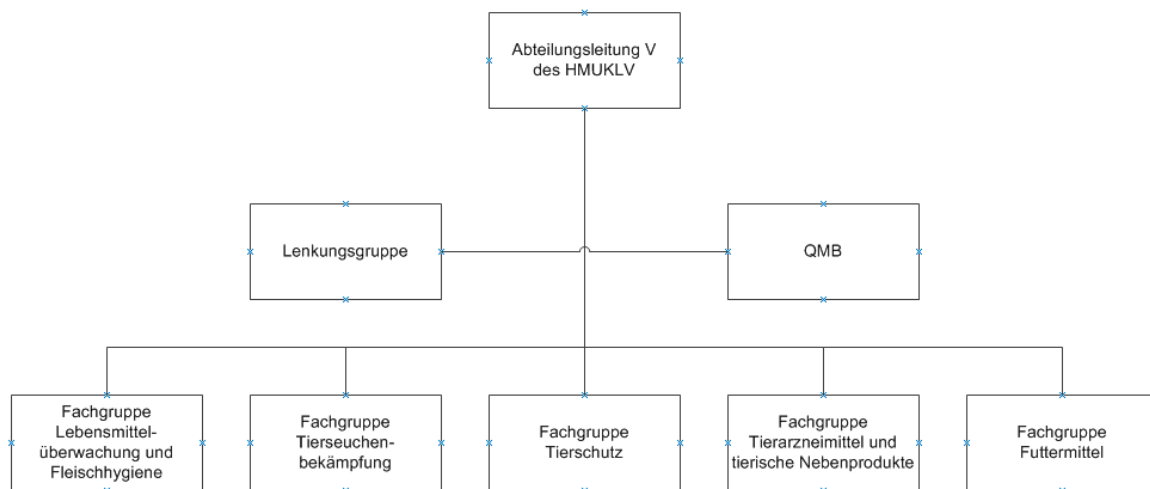 Abteilungsleitung V
des HMUKLV
Lenkungsgruppe
QMB
Fachgruppe
Lebensmittel-
überwachung und
Fleischhygiene
Fachgruppe
Tierseuchen-
bekämpfung
Fachgruppe
Tierschutz
Fachgruppe
Tierarzneimittel und
tierische Nebenprodukte
Fachgruppe
Futtermittel